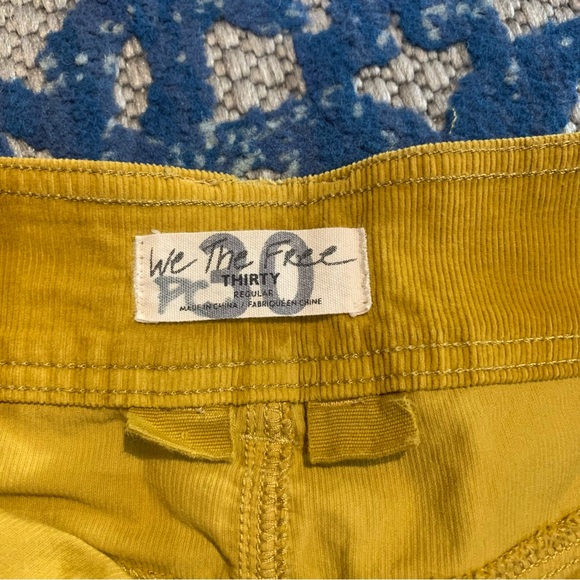 We The Free
30
THIRTY
REGULAR
MADE IN CHINA / FABRIQUÉ EN CHINE